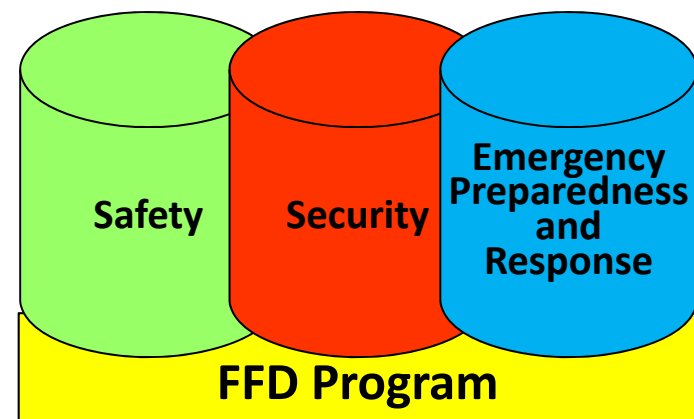 Safety
Security
Emergency
Preparedness
and
Response
FFD Program